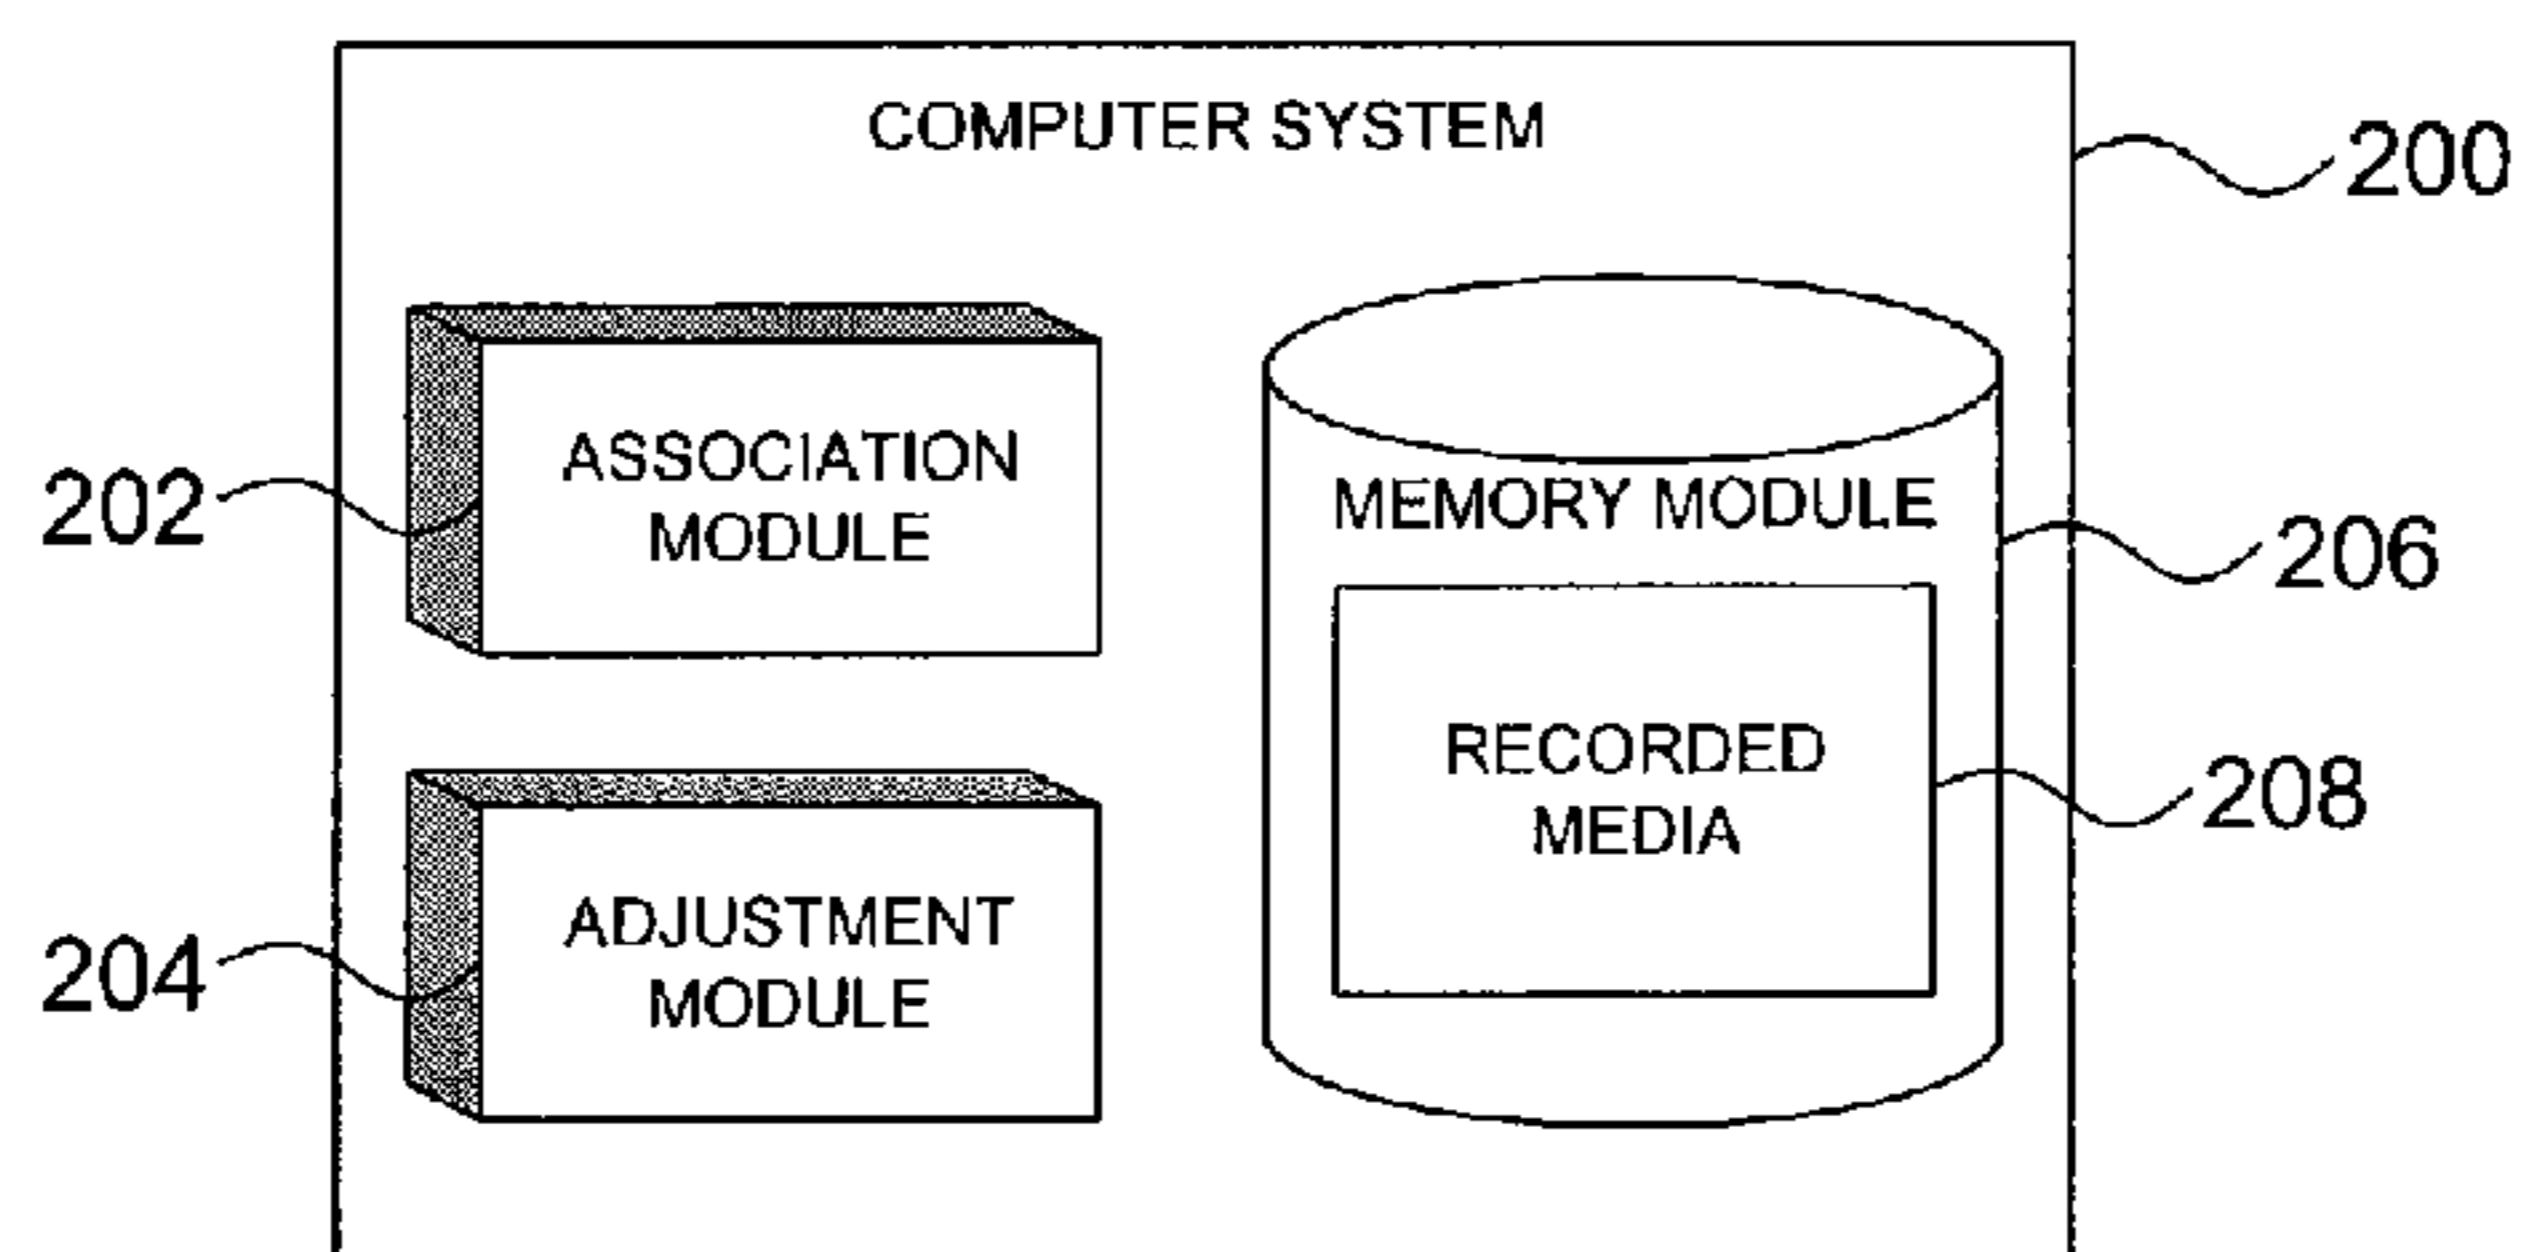 COMPUTER SYSTEM
200
ASSOCIATION
MODULE
202
MEMORY MODULE
206
RECORDED
MEDIA
208
ADJUSTMENT
MODULE
204